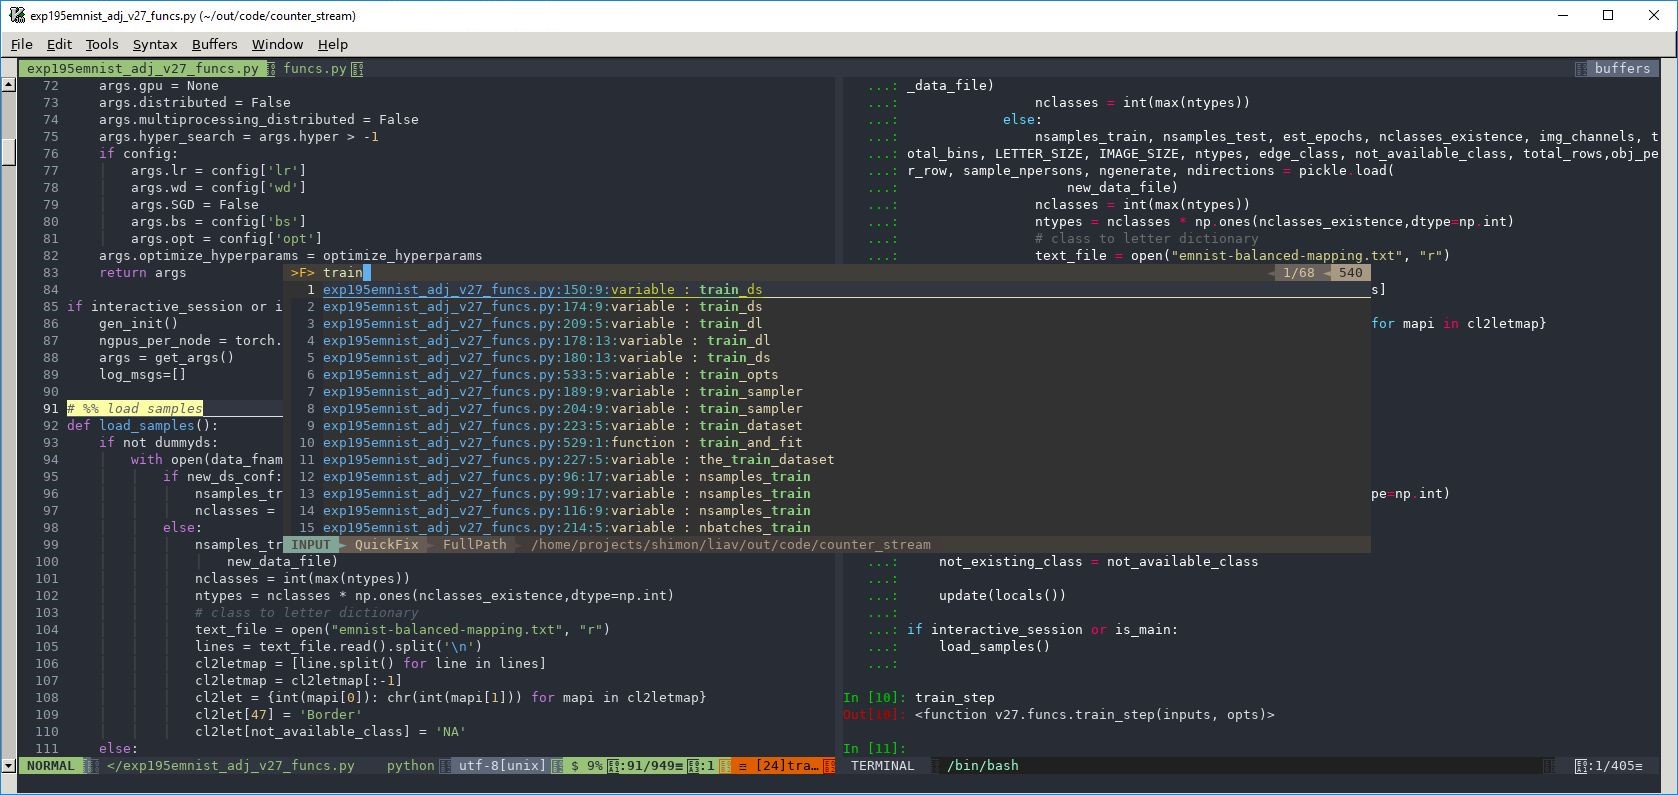 exp195emnist_adj_v27_funcs.py (~/out/code/counter_stream)
File Edit Tools Syntax Buffers Window Help
exp195emnist_adj_v27_funcs.py funcs.py buffers
72 args.gpu = None
73 args.distributed = False
74 args.multiprocessing_distributed = False
75 args.hyper_search = args.hyper > -1
76 if config:
77 args.lr = config['lr']
78 args.wd = config['wd']
79 args.SGD = False
80 args.bs = config['bs']
81 args.opt = config['opt']
82 args.optimize_hyperparams = optimize_hyperparams
83 return args
84
85 if interactive_session or i
86 gen_init()
87 ngpus_per_node = torch.
88 args = get_args()
89 log_msgs=[]
90
91 # %% load samples
92 def load_samples():
93 if not dummyds:
94 with open(data_fnam
95 if new_ds_conf:
96 nsamples_tr
97 nclasses =
98 else:
99 nsamples_tr
100 new_data_file)
101 nclasses = int(max(ntypes))
102 ntypes = nclasses * np.ones(nclasses_existence,dtype=np.int)
103 # class to letter dictionary
104 text_file = open("emnist-balanced-mapping.txt", "r")
105 lines = text_file.read().split('\n')
106 cl2letmap = [line.split() for line in lines]
107 cl2letmap = cl2letmap[:-1]
108 cl2let = {int(mapi[0]): chr(int(mapi[1])) for mapi in cl2letmap}
109 cl2let[47] = 'Border'
110 cl2let[not_available_class] = 'NA'
111 else:
NORMAL </exp195emnist_adj_v27_funcs.py python utf-8[unix] $ 9% :91/949≡ :1 ≡ [24]tra…
>F> train 1/68 540
1 exp195emnist_adj_v27_funcs.py:150:9:variable : train_ds
2 exp195emnist_adj_v27_funcs.py:174:9:variable : train_ds
3 exp195emnist_adj_v27_funcs.py:209:5:variable : train_dl
4 exp195emnist_adj_v27_funcs.py:178:13:variable : train_dl
5 exp195emnist_adj_v27_funcs.py:180:13:variable : train_ds
6 exp195emnist_adj_v27_funcs.py:533:5:variable : train_opts
7 exp195emnist_adj_v27_funcs.py:189:9:variable : train_sampler
8 exp195emnist_adj_v27_funcs.py:204:9:variable : train_sampler
9 exp195emnist_adj_v27_funcs.py:223:5:variable : train_dataset
10 exp195emnist_adj_v27_funcs.py:529:1:function : train_and_fit
11 exp195emnist_adj_v27_funcs.py:227:5:variable : the_train_dataset
12 exp195emnist_adj_v27_funcs.py:96:17:variable : nsamples_train
13 exp195emnist_adj_v27_funcs.py:99:17:variable : nsamples_train
14 exp195emnist_adj_v27_funcs.py:116:9:variable : nsamples_train
15 exp195emnist_adj_v27_funcs.py:214:5:variable : nbatches_train
INPUT QuickFix FullPath /home/projects/shimon/liav/out/code/counter_stream
...: _data_file)
...: nclasses = int(max(ntypes))
...: else:
...: nsamples_train, nsamples_test, est_epochs, nclasses_existence, img_channels, t
...: otal_bins, LETTER_SIZE, IMAGE_SIZE, ntypes, edge_class, not_available_class, total_rows,obj_pe
...: r_row, sample_npersons, ngenerate, ndirections = pickle.load(
...: new_data_file)
...: nclasses = int(max(ntypes))
...: ntypes = nclasses * np.ones(nclasses_existence,dtype=np.int)
...: # class to letter dictionary
...: text_file = open("emnist-balanced-mapping.txt", "r")
s]
for mapi in cl2letmap}
pe=np.int)
...: not_existing_class = not_available_class
...:
...: update(locals())
...:
...: if interactive_session or is_main:
...: load_samples()
...:
In [10]: train_step
Out[10]: <function v27.funcs.train_step(inputs, opts)>
In [11]:
TERMINAL /bin/bash :1/405≡